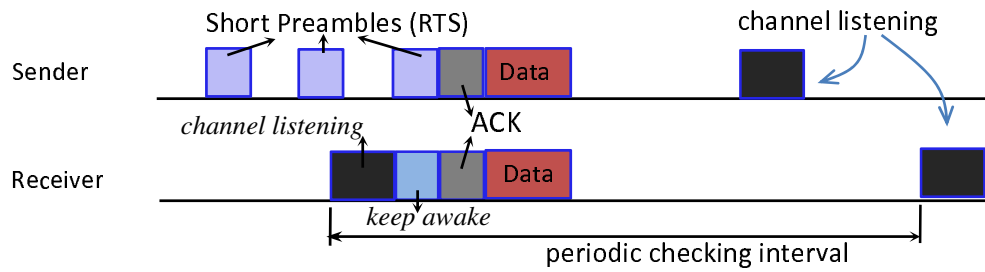 Short Preambles (RTS)
channel listening
Sender
Data
channel listening
ACK
Receiver
Data
keep awake
periodic checking interval